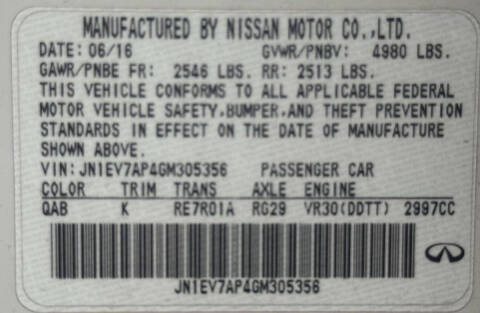 MANUFACTURED BY NISSAN MOTOR CO.,LTD.
DATE: 06/16 GVWR/PNBV: 4980 LBS.
GAWR/PNBE FR: 2546 LBS. RR: 2513 LBS.
THIS VEHICLE CONFORMS TO ALL APPLICABLE FEDERAL
MOTOR VEHICLE SAFETY,BUMPER,AND THEFT PREVENTION
STANDARDS IN EFFECT ON THE DATE OF MANUFACTURE
SHOWN ABOVE.
VIN: JN1EV7AP4GM305356 PASSENGER CAR
COLOR TRIM TRANS AXLE ENGINE
QAB K RE7R01A RG29 VR30(DDTT) 2997CC
JN1EV7AP4GM305356